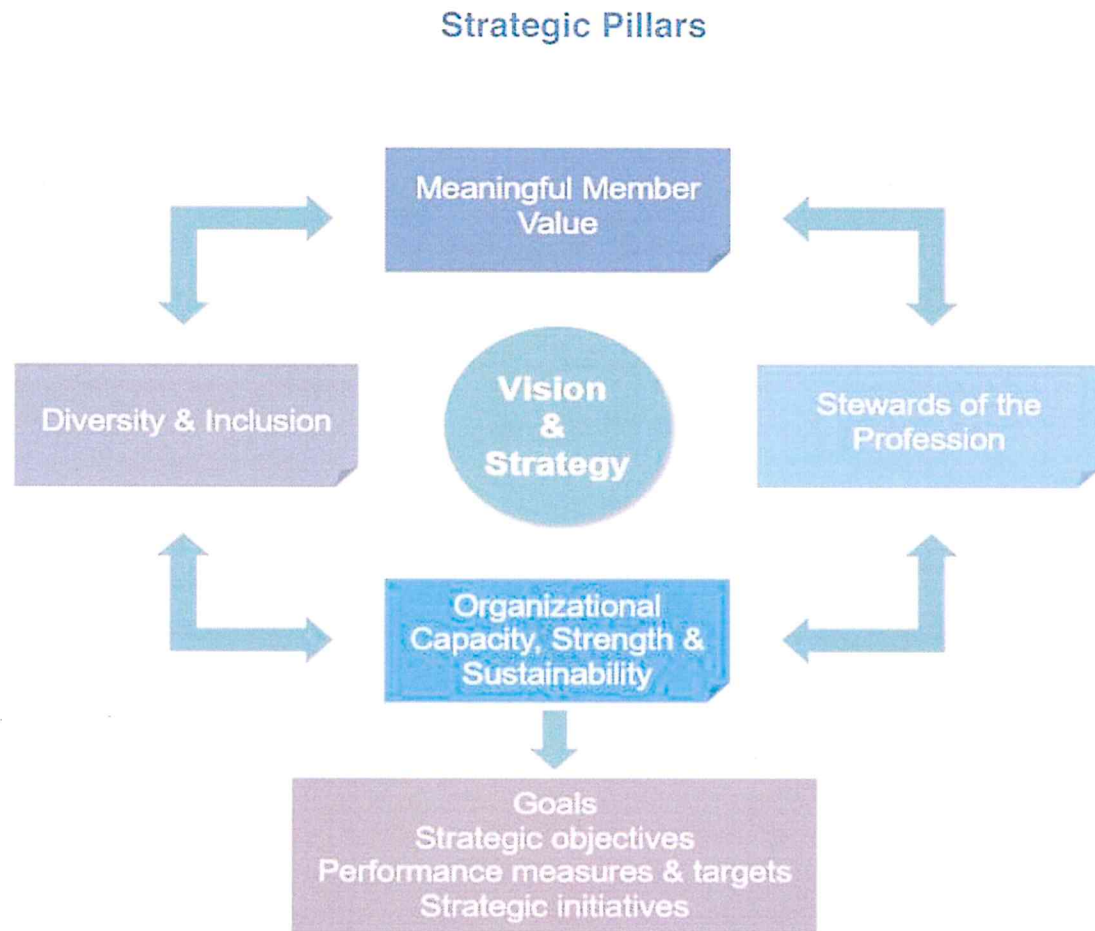 Strategic Pillars
Meaningful Member
Value
Diversity & Inclusion
Vision
&
Strategy
Stewards of the
Profession
Organizational
Capacity, Strength &
Sustainability
Goals
Strategic objectives
Performance measures & targets
Strategic initiatives